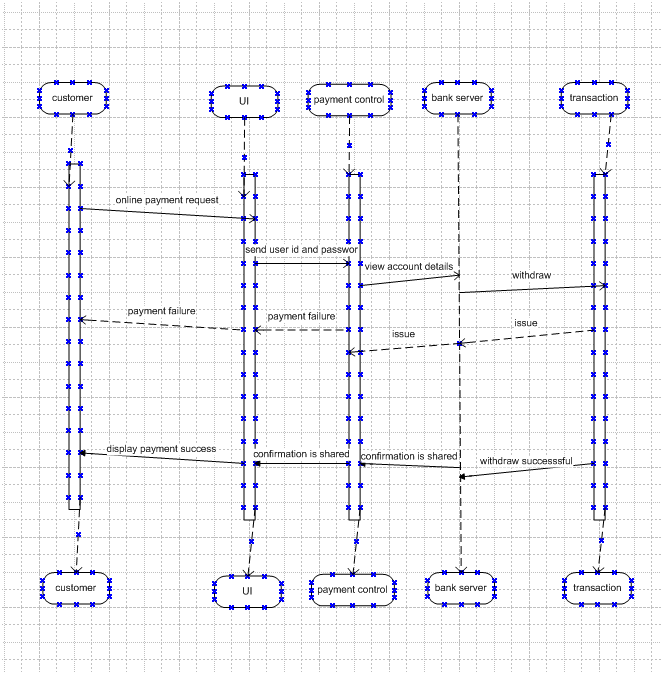 customer
UI
payment control
bank server
transaction
online payment request
send user id and passwor
view account details
withdraw
payment failure
payment failure
issue
issue
display payment success
confirmation is shared
confirmation is shared
withdraw successsful
customer
UI
payment control
bank server
transaction